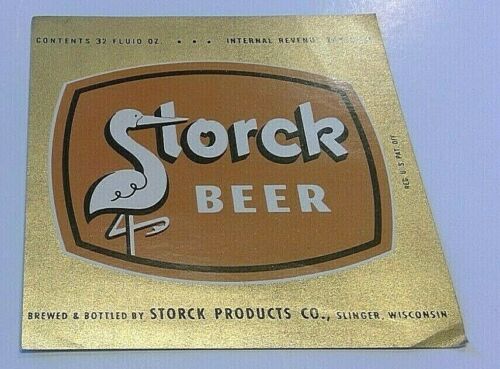 CONTENTS 32 FLUID OZ. • • • INTERNAL REVENUE TAX
Storck
BEER
REG. U.S. PAT. OFF.
BREWED & BOTTLED BY STORCK PRODUCTS CO., SLINGER, WISCONSIN